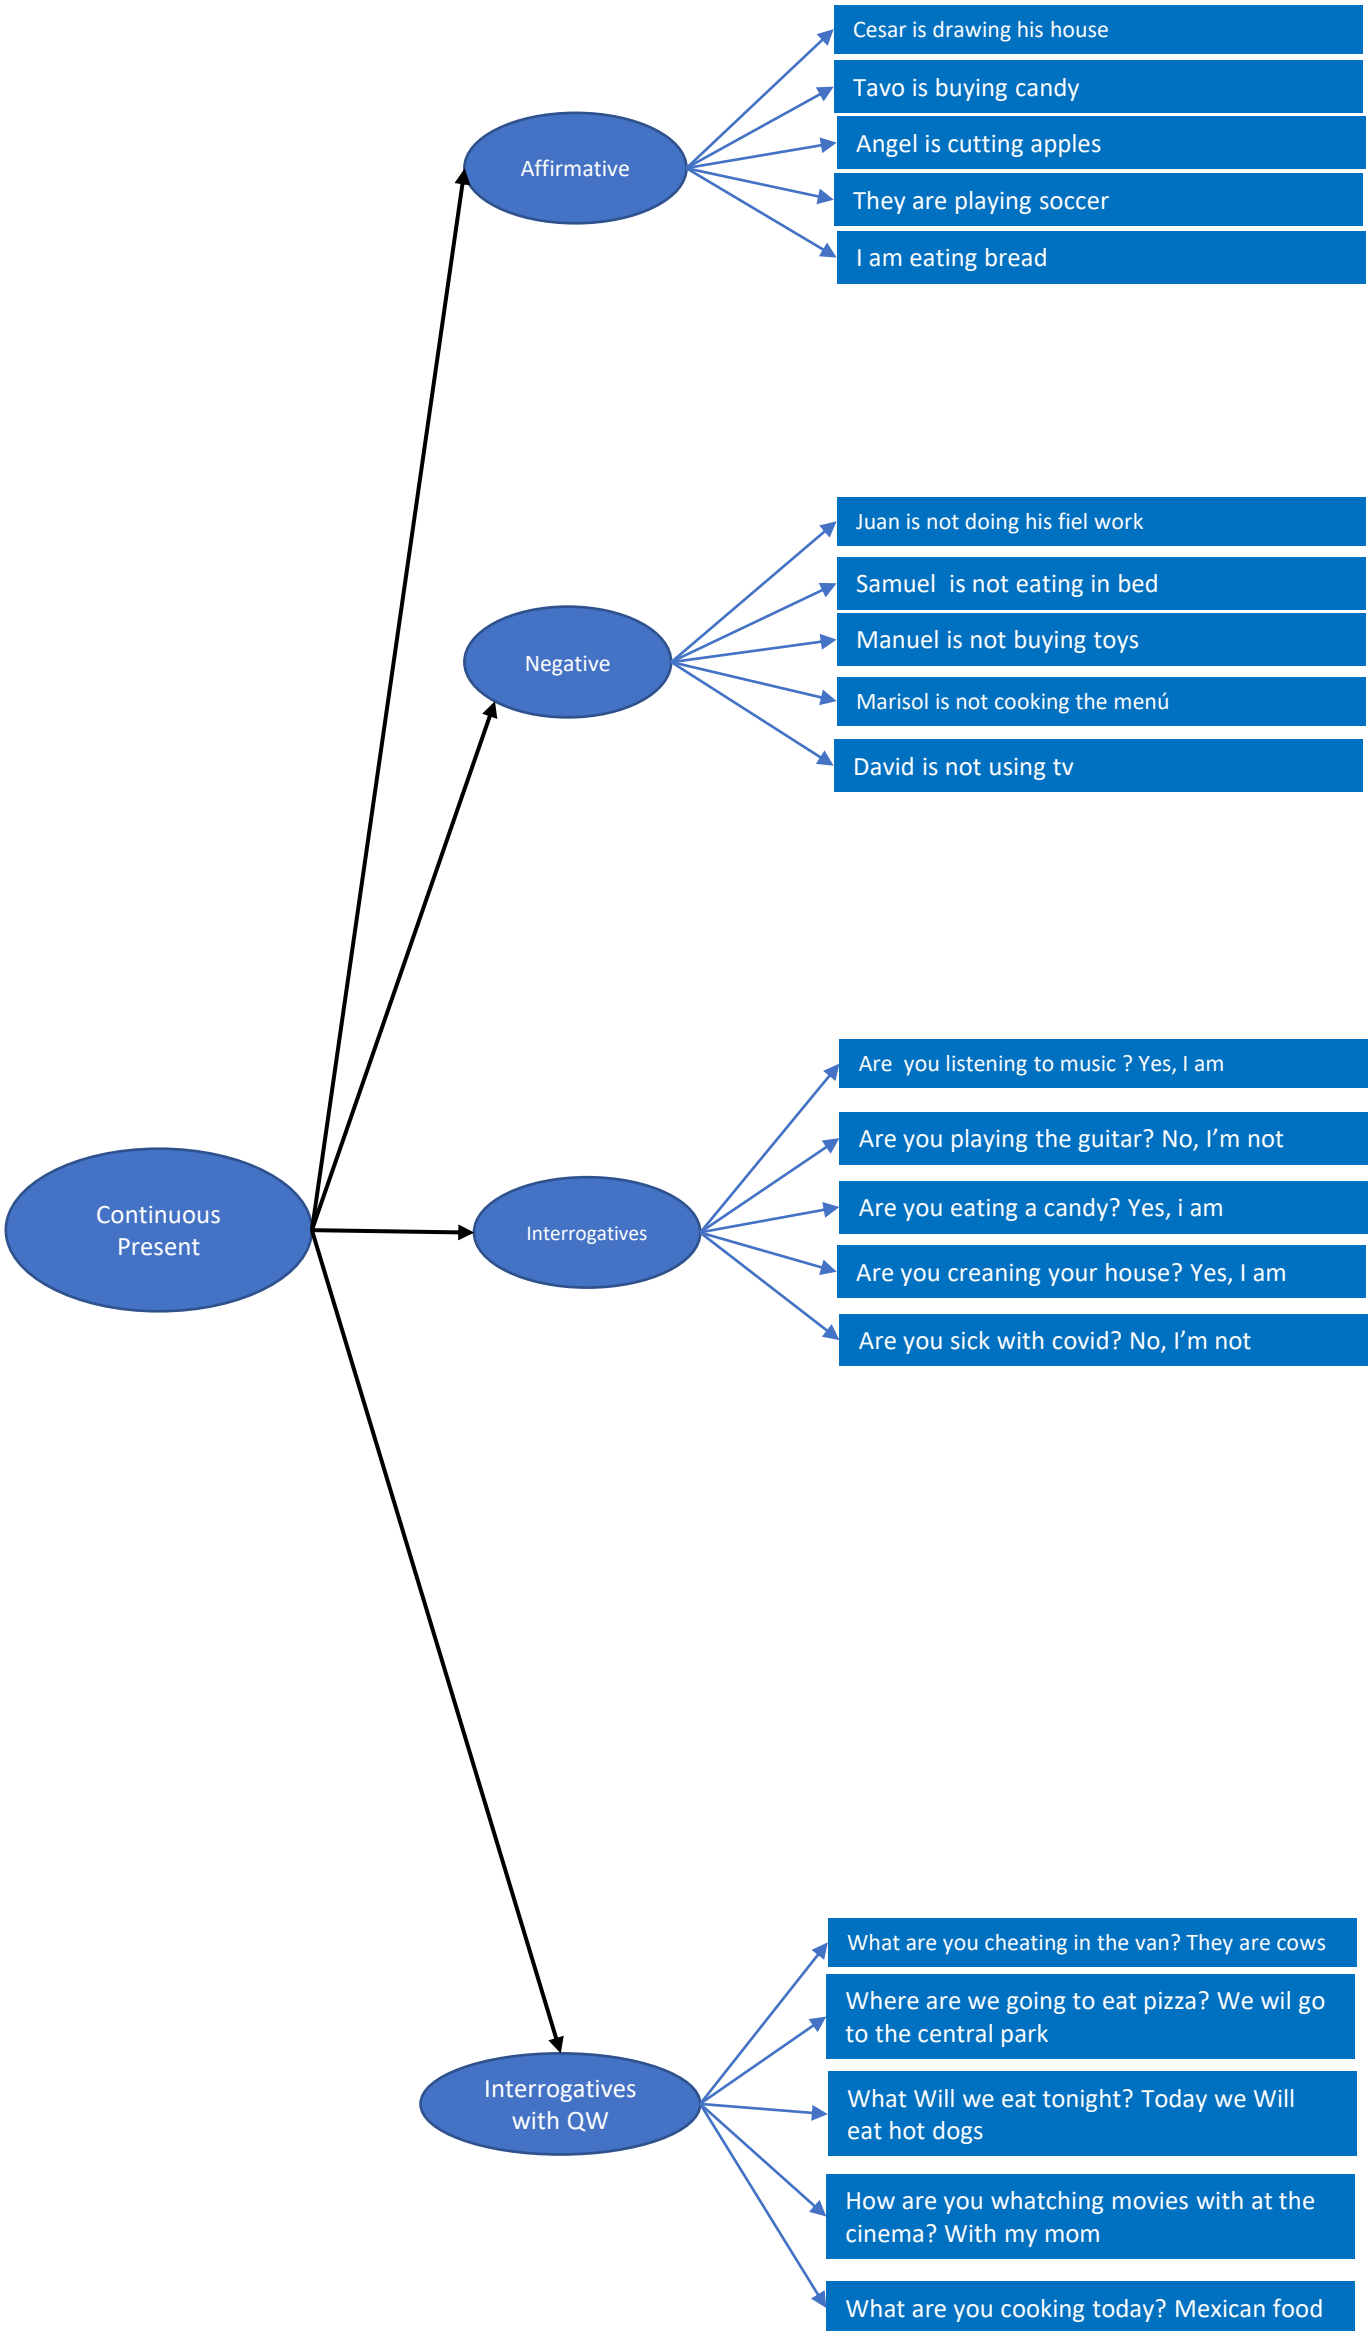 Cesar is drawing his house
Tavo is buying candy
Angel is cutting apples
They are playing soccer
I am eating bread
Affirmative
Juan is not doing his fiel work
Samuel  is not eating in bed
Manuel is not buying toys
Marisol is not cooking the menú
David is not using tv
Negative
Are  you listening to music ? Yes, I am
Are you playing the guitar? No, I’m not
Are you eating a candy? Yes, i am
Are you creaning your house? Yes, I am
Are you sick with covid? No, I’m not
Interrogatives
Continuous
Present
What are you cheating in the van? They are cows
Where are we going to eat pizza? We wil go
to the central park
What Will we eat tonight? Today we Will
eat hot dogs
How are you whatching movies with at the
cinema? With my mom
What are you cooking today? Mexican food
Interrogatives
with QW